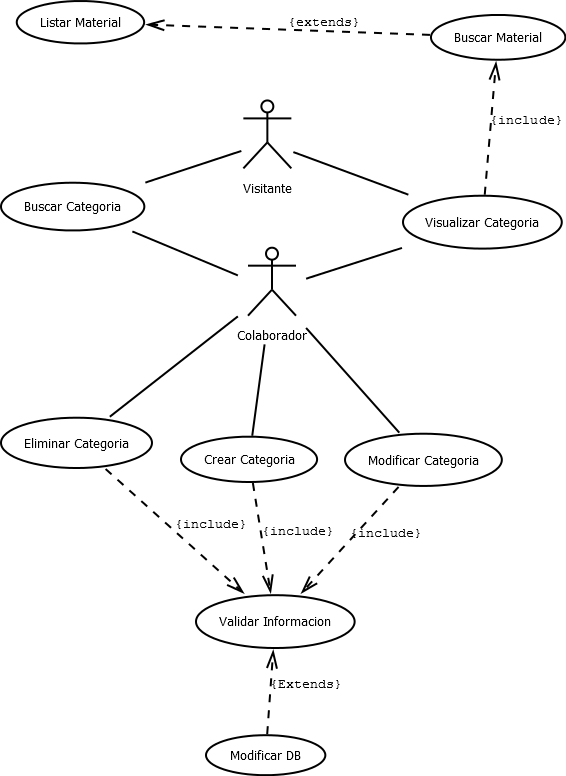 Listar Material
{extends}
Buscar Material
{include}
Visitante
Buscar Categoria
Visualizar Categoria
Colaborador
Eliminar Categoria
Crear Categoria
Modificar Categoria
{include}
{include}
{include}
Validar Informacion
{Extends}
Modificar DB